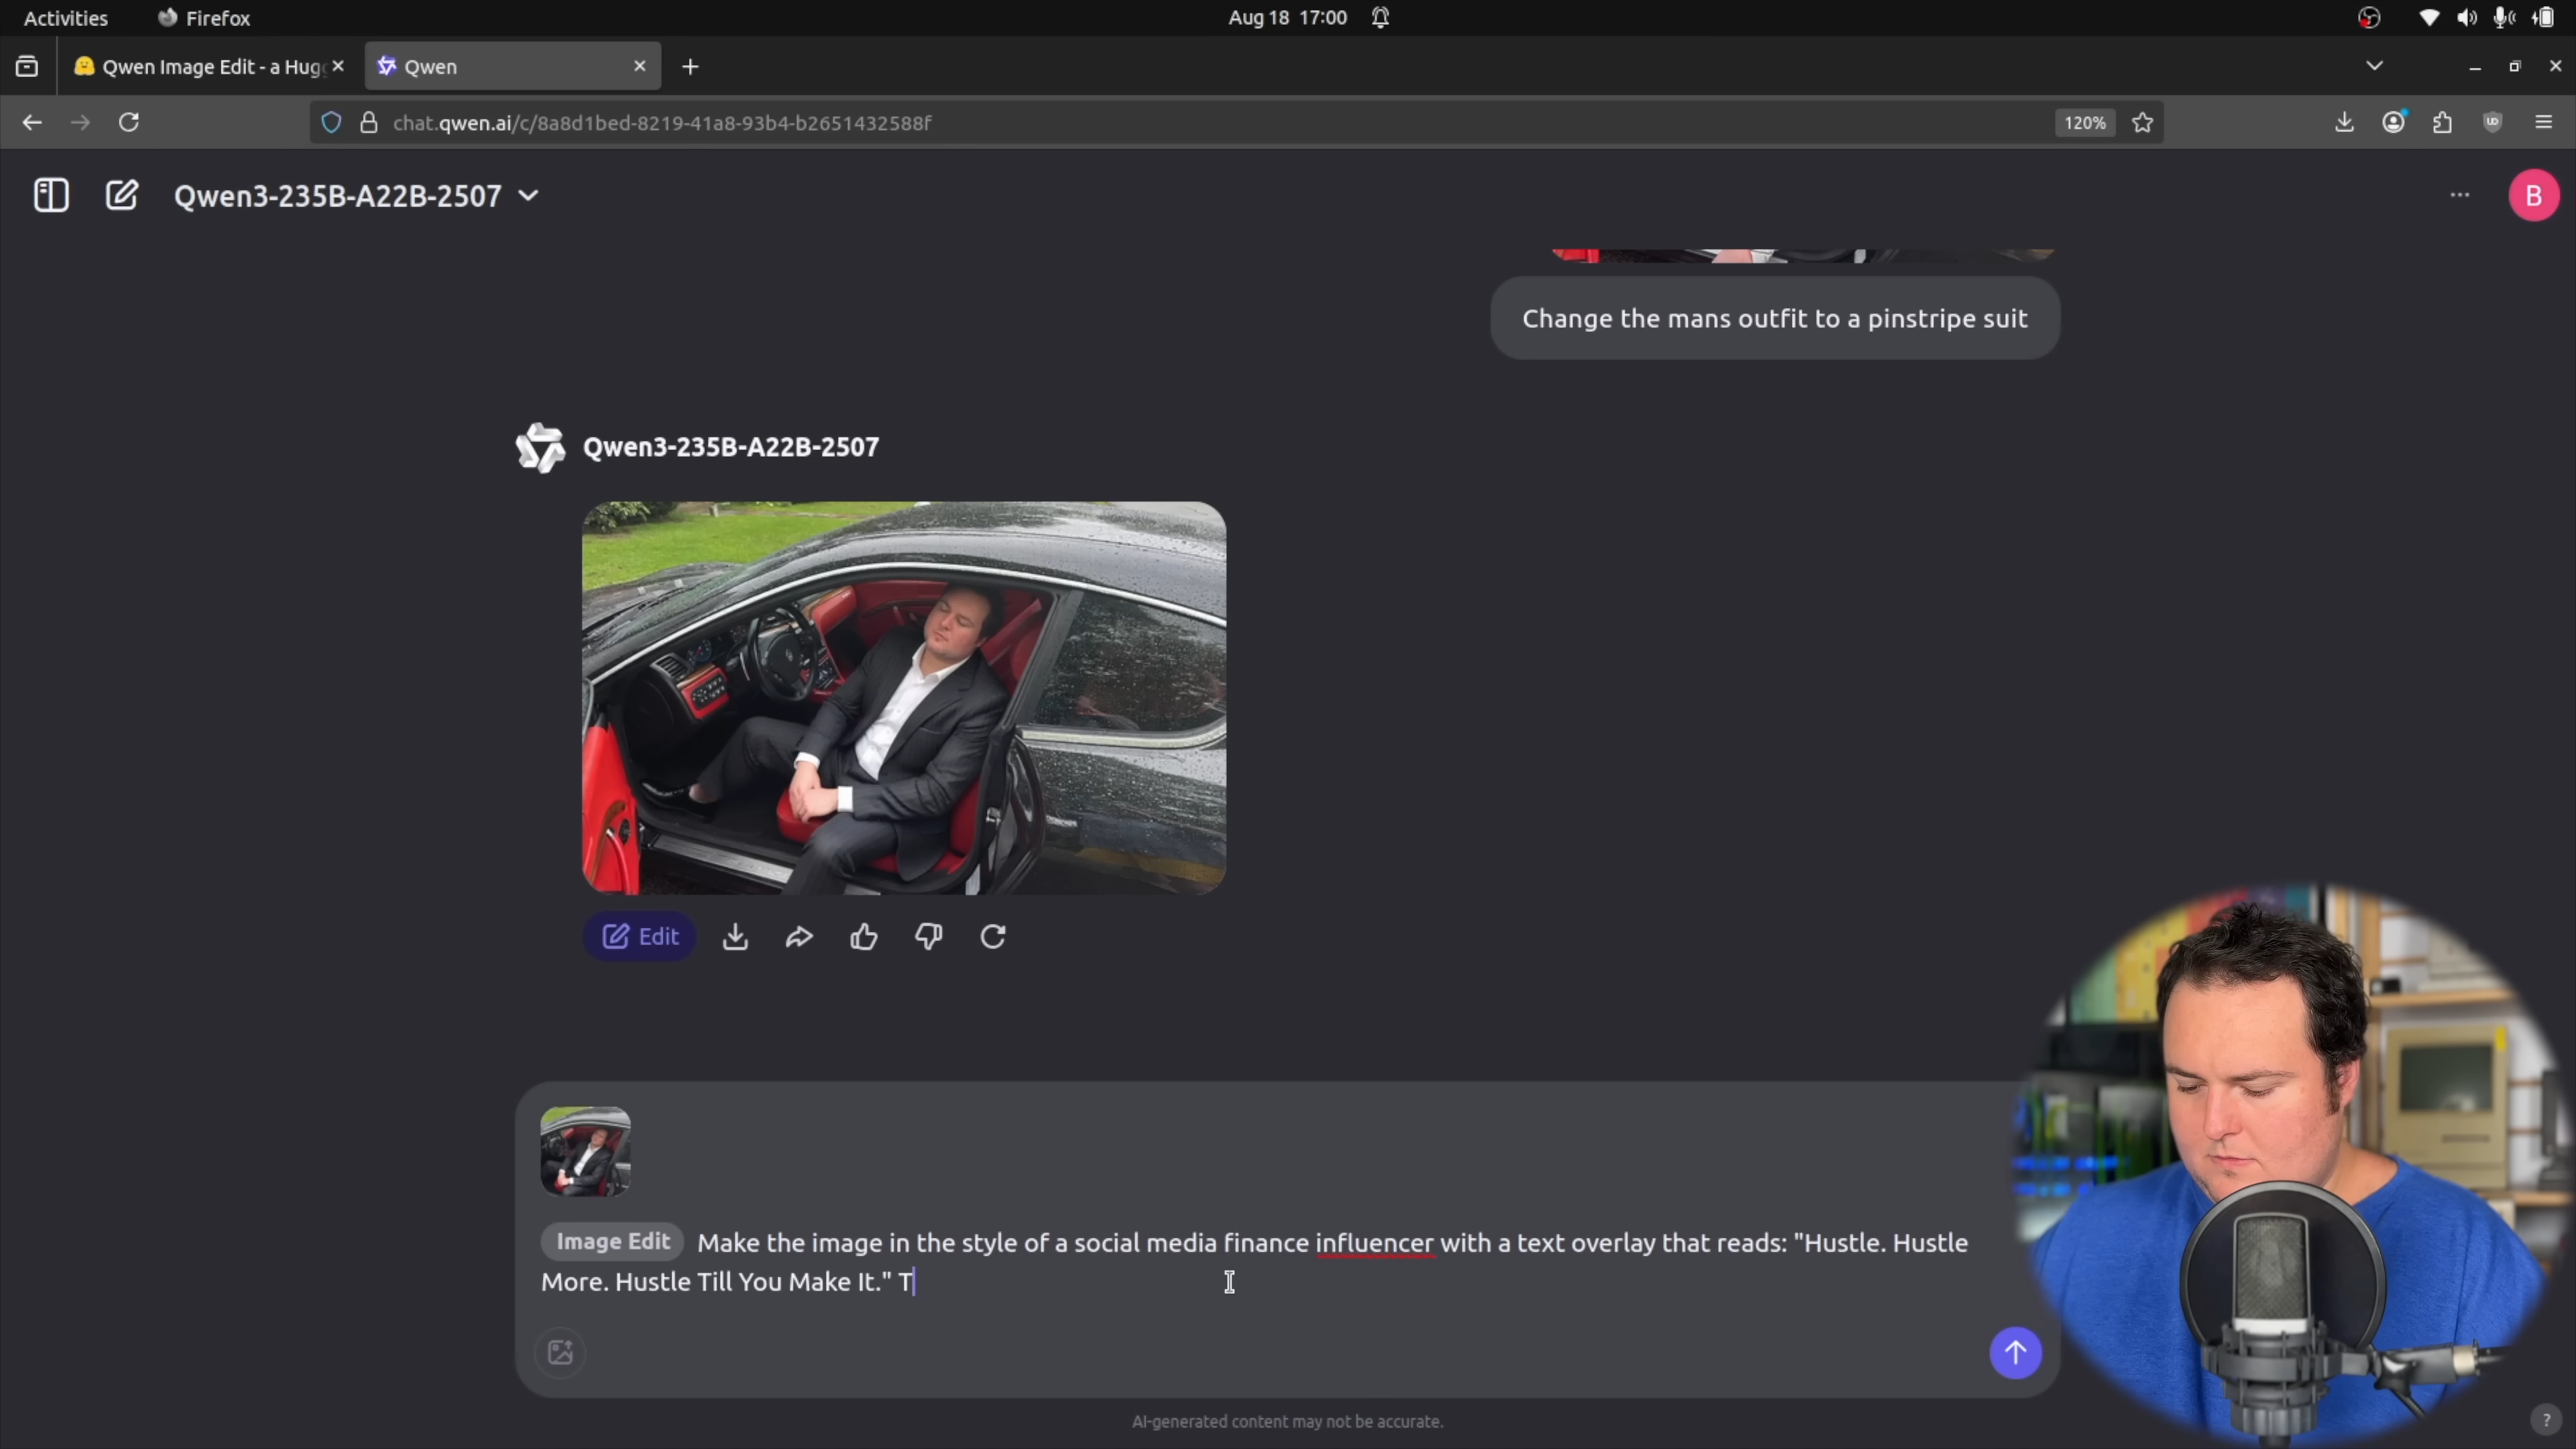 Activities
Firefox
Aug 18 17:00
Qwen Image Edit - a Hug
Qwen
chat.qwen.ai/c/8a8d1bed-8219-41a8-93b4-b2651432588f
120%
Qwen3-235B-A22B-2507
B
Change the mans outfit to a pinstripe suit
Qwen3-235B-A22B-2507
Edit
Image Edit Make the image in the style of a social media finance influencer with a text overlay that reads: "Hustle. Hustle
More. Hustle Till You Make It." T
AI-generated content may not be accurate.
?